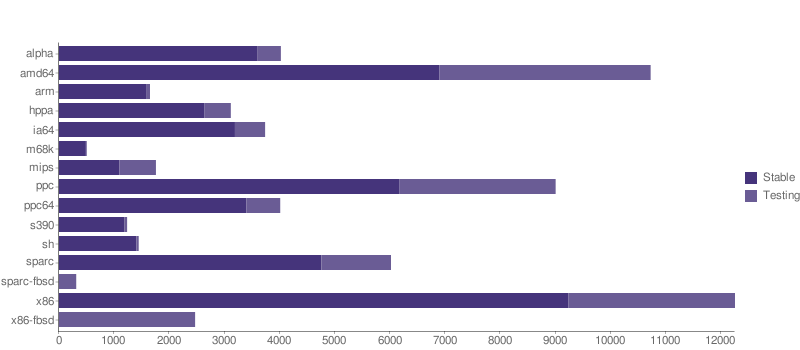 alpha
amd64
arm
hppa
ia64
m68k
mips
ppc
ppc64
s390
sh
sparc
sparc-fbsd
x86
x86-fbsd
0 1000 2000 3000 4000 5000 6000 7000 8000 9000 10000 11000 12000
Stable
Testing